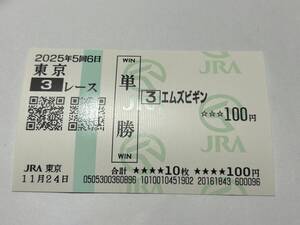 2025年5回6日
東京
3レース
WIN
単勝
WIN
3 エムズビギン
☆☆☆100円
JRA
JRA
JRA 東京
11月24日
合計 ★★★★10枚 ★★★★100円
0505300360896 1010010451902 20161843 600096